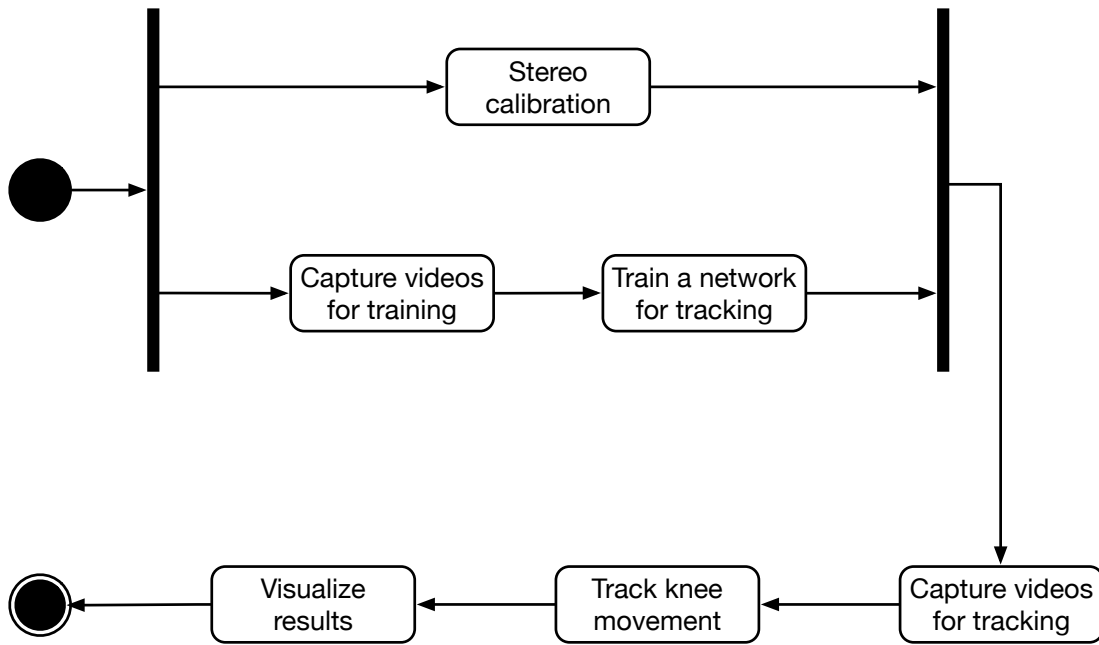 Stereo
calibration
Capture videos
for training
Train a network
for tracking
Capture videos
for tracking
Track knee
movement
Visualize
results